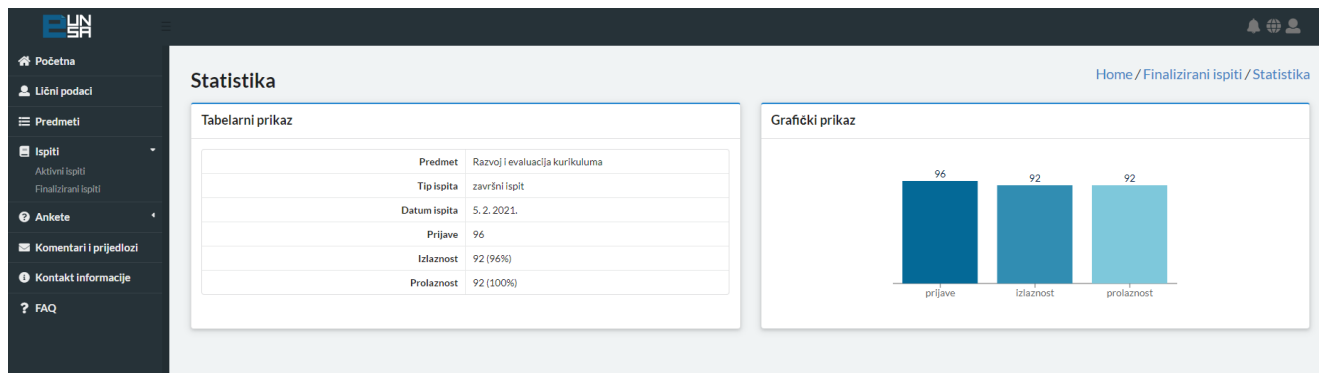 EUNSA
Početna
Lični podaci
Predmeti
Ispiti
Aktivni ispiti
Finalizirani ispiti
Ankete
Komentari i prijedlozi
Kontakt informacije
FAQ
Statistika
Home / Finalizirani ispiti / Statistika
Tabelarni prikaz
Predmet Razvoj i evaluacija kurikuluma
Tip ispita završni ispit
Datum ispita 5. 2. 2021.
Prijave 96
Izlaznost 92 (96%)
Prolaznost 92 (100%)
Grafički prikaz
96 92 92
prijave izlaznost prolaznost